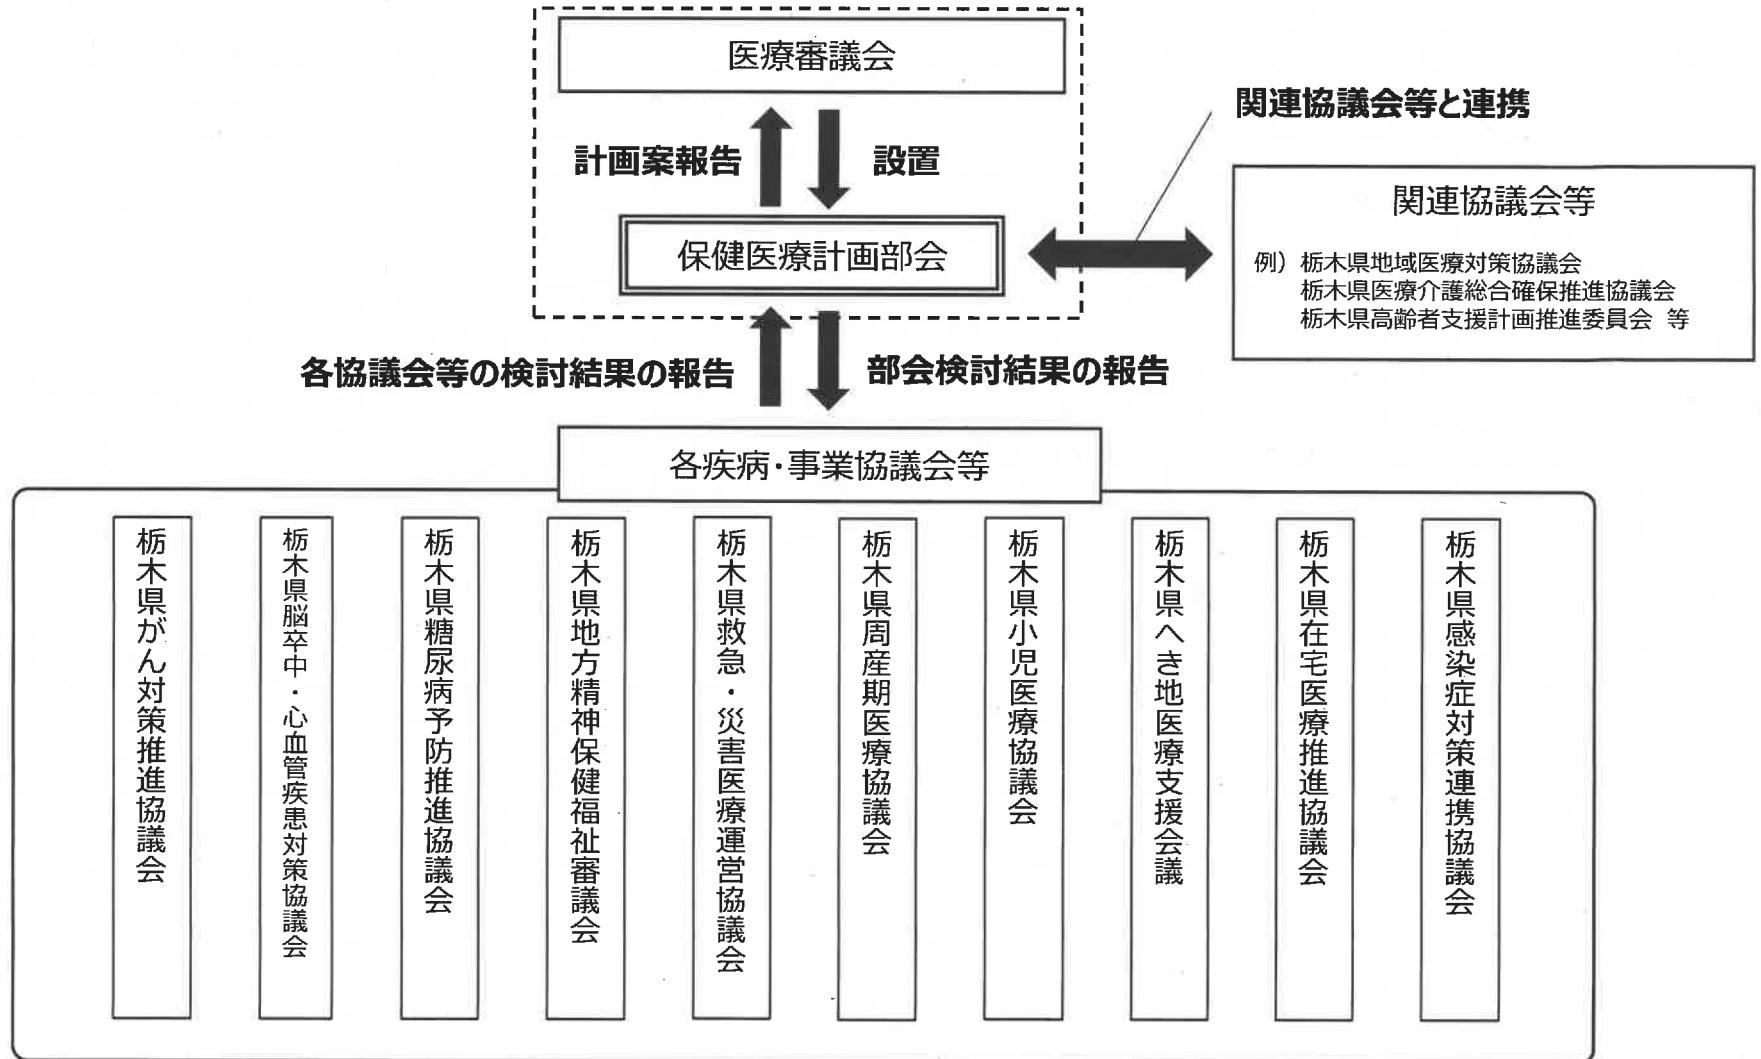 医療審議会
関連協議会等と連携
計画案報告
設置
関連協議会等
保健医療計画部会
例）栃木県地域医療対策協議会
栃木県医療介護総合確保推進協議会
栃木県高齢者支援計画推進委員会 等
各協議会等の検討結果の報告
部会検討結果の報告
各疾病･事業協議会等
栃木県がん対策推進協議会
栃木県脳卒中・心血管疾患対策協議会
栃木県糖尿病予防推進協議会
栃木県地方精神保健福祉審議会
栃木県救急・災害医療運営協議会
栃木県周産期医療協議会
栃木県小児医療協議会
栃木県へき地医療支援会議
栃木県在宅医療推進協議会
栃木県感染症対策連携協議会